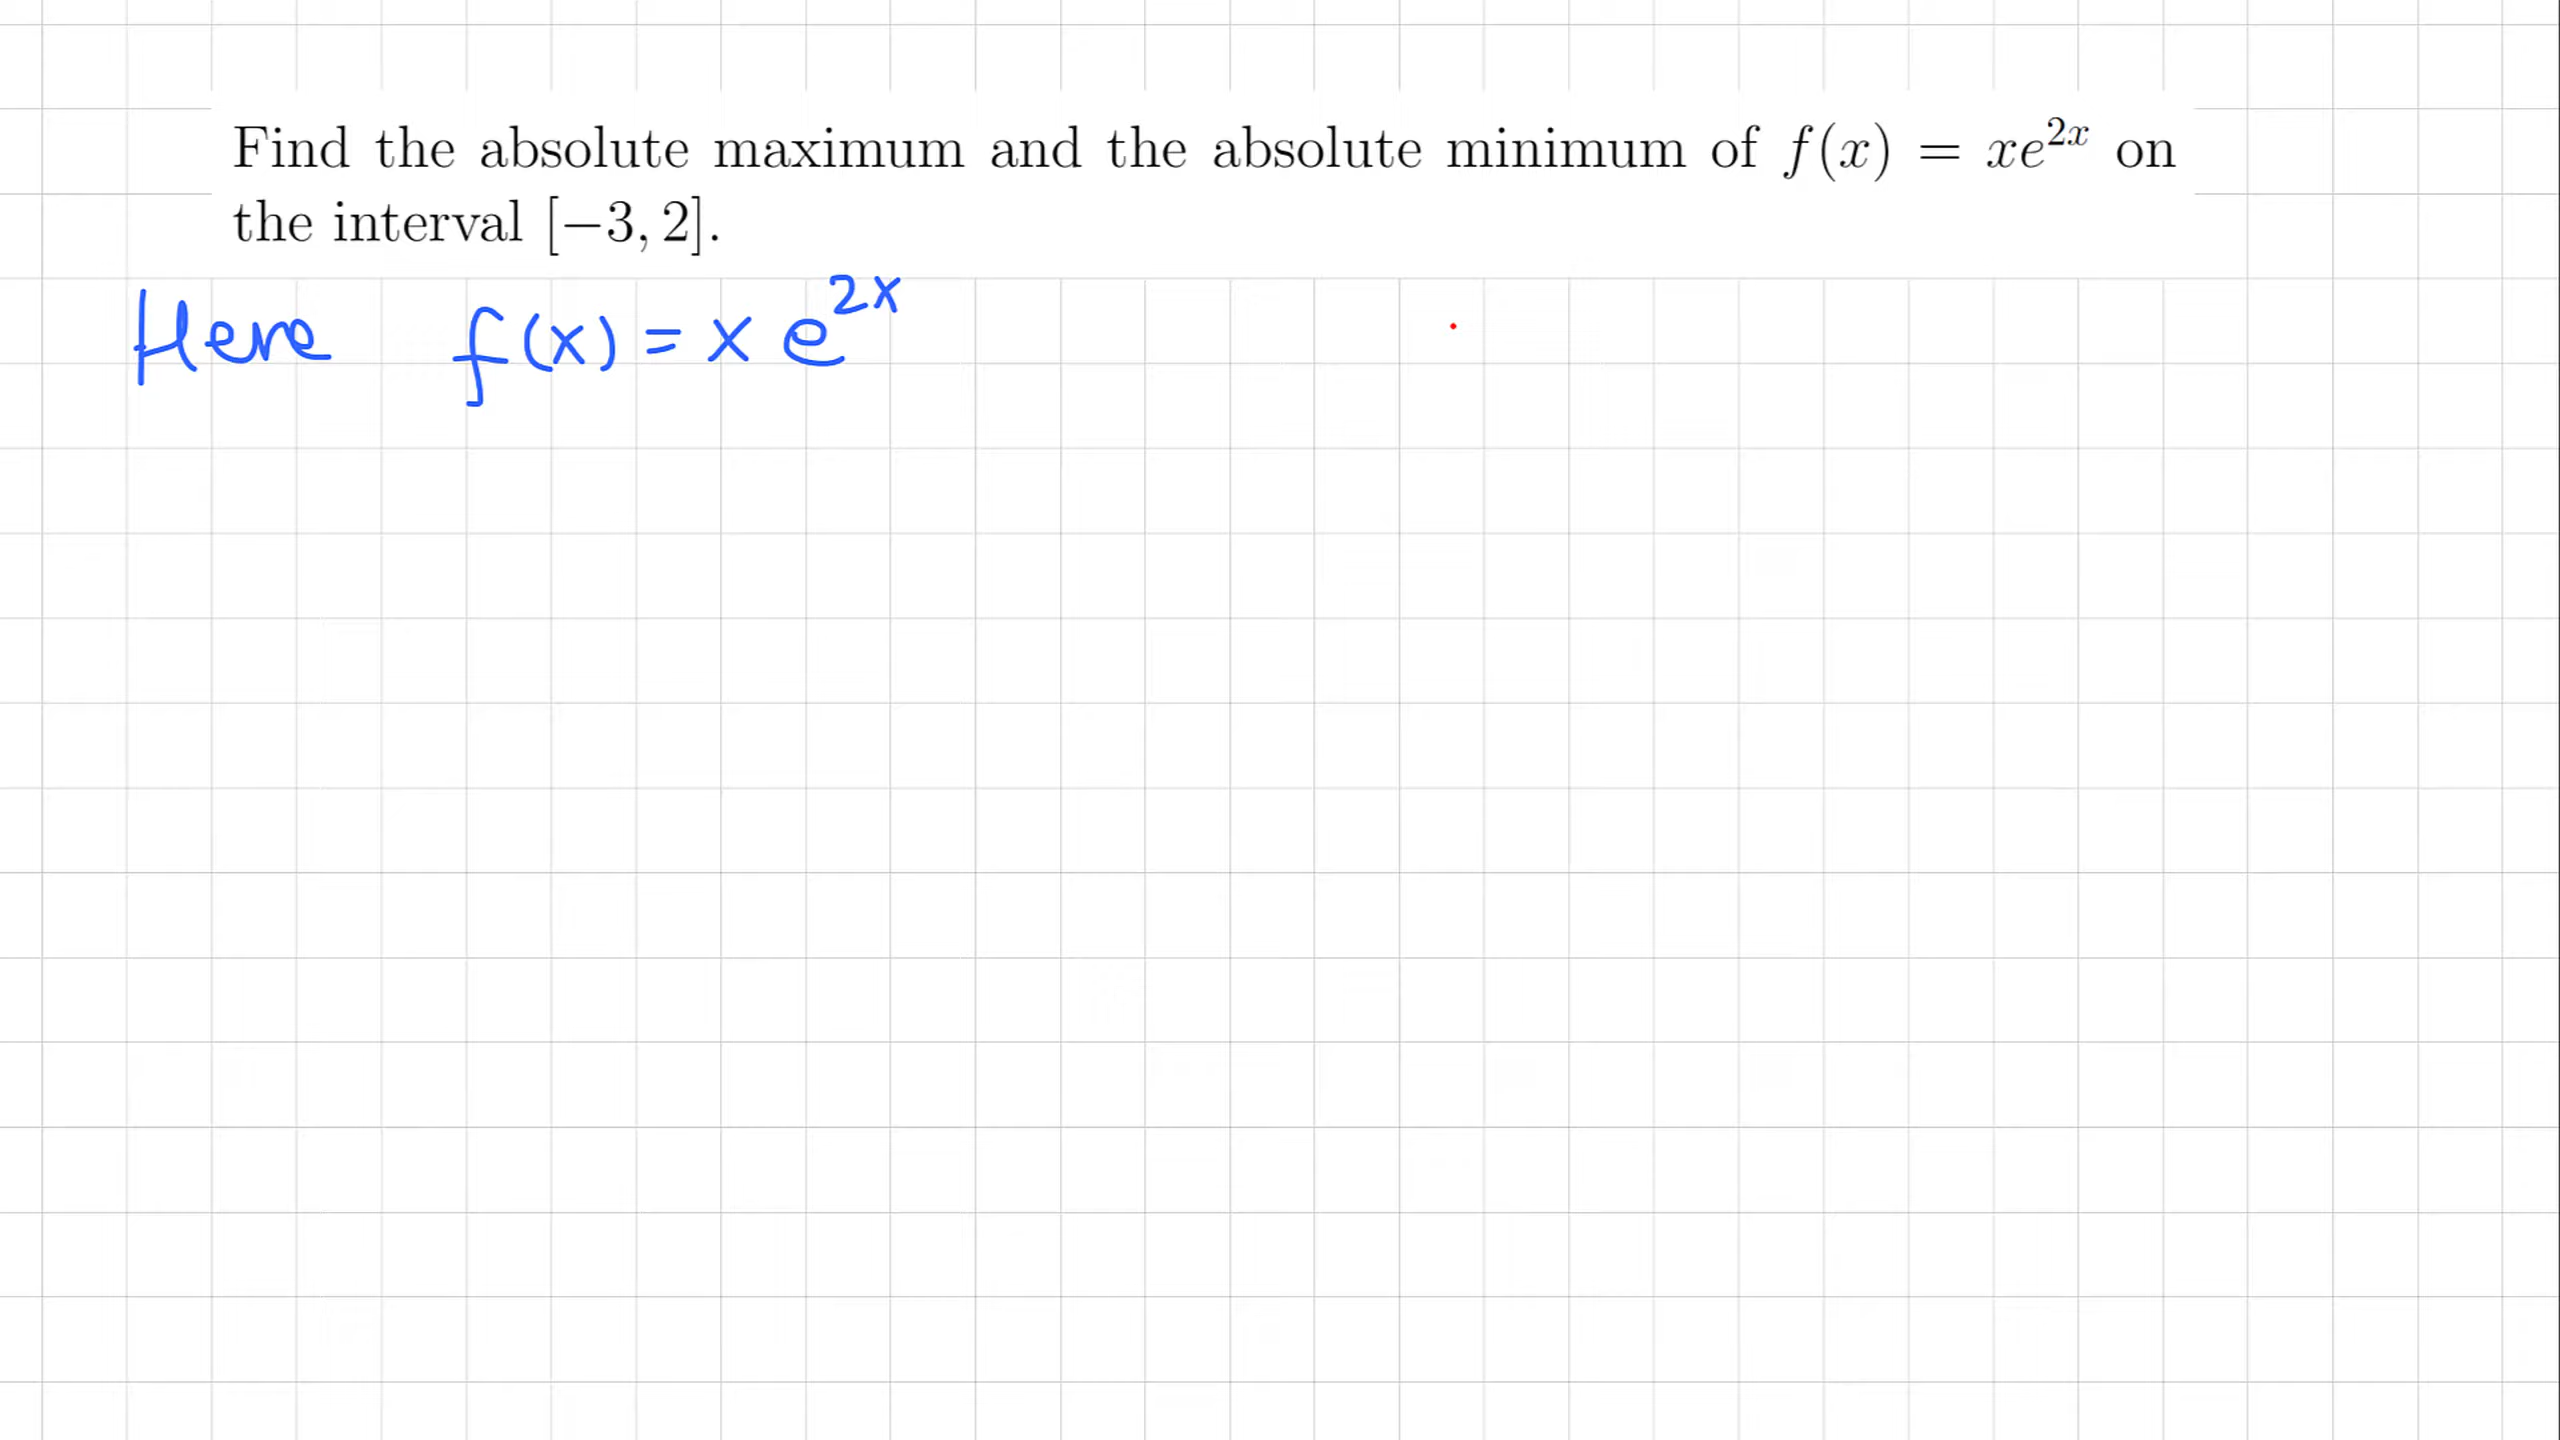 Find the absolute maximum and the absolute minimum of f(x) = xe^{2x} on
the interval [−3, 2].
Here f(x) = x e^{2x}